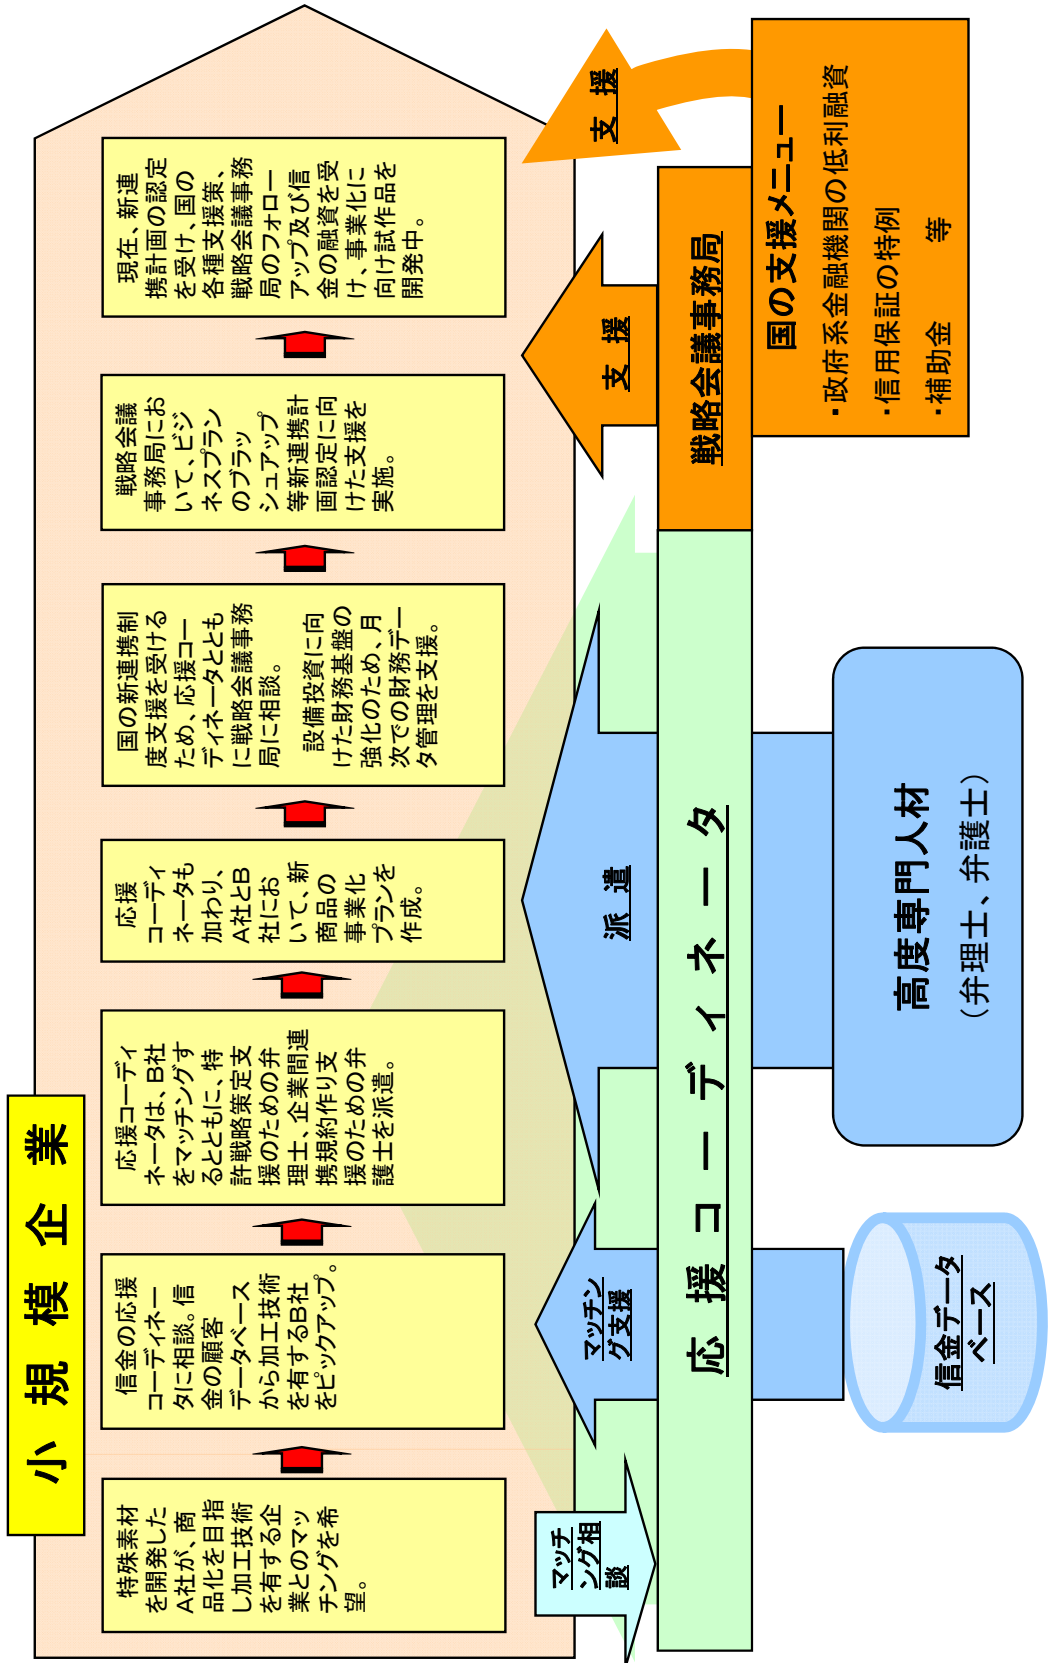 小規模企業
特殊素材
を開発した
A社が、商
品化を目指
し加工技術
を有する企
業とのマッ
チングを希
望。
信金の応援
コーディネー
タに相談。信
金の顧客
データベース
から加工技術
を有するB社
をピックアップ。
応援コーディ
ネータは、B社
をマッチングす
るとともに、特
許戦略策定支
援のための弁
理士、企業間連
携規約作り支
援のための弁
護士を派遣。
応援
コーディ
ネータも
加わり、
A社とB
社にお
いて、新
商品の
事業化
プランを
作成。
国の新連携制
度支援を受ける
ため、応援コー
ディネータととも
に戦略会議事務
局に相談。
設備投資に向
けた財務基盤の
強化のため、月
次での財務デー
タ管理を支援。
戦略会議
事務局にお
いて、ビジ
ネスプラン
のブラッ
シュアップ
等新連携計
画認定に向
けた支援を
実施。
現在、新連
携計画の認定
を受け、国の
各種支援策、
戦略会議事務
局のフォロー
アップ及び信
金の融資を受
け、事業化に
向け試作品を
開発中。
マッチ
ング相
談
マッチン
グ支援
派遣
支援
支援
応援コーディネータ
戦略会議事務局
信金データ
ベース
高度専門人材
（弁理士、弁護士）
国の支援メニュー
・政府系金融機関の低利融資
・信用保証の特例
・補助金　　等